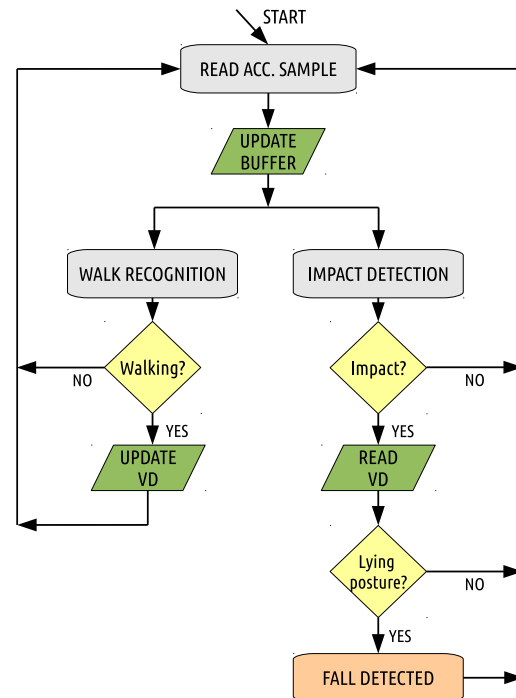 START
READ ACC. SAMPLE
UPDATE
BUFFER
WALK RECOGNITION
IMPACT DETECTION
Walking?
NO
YES
UPDATE
VD
Impact?
NO
YES
READ
VD
Lying
posture?
NO
YES
FALL DETECTED